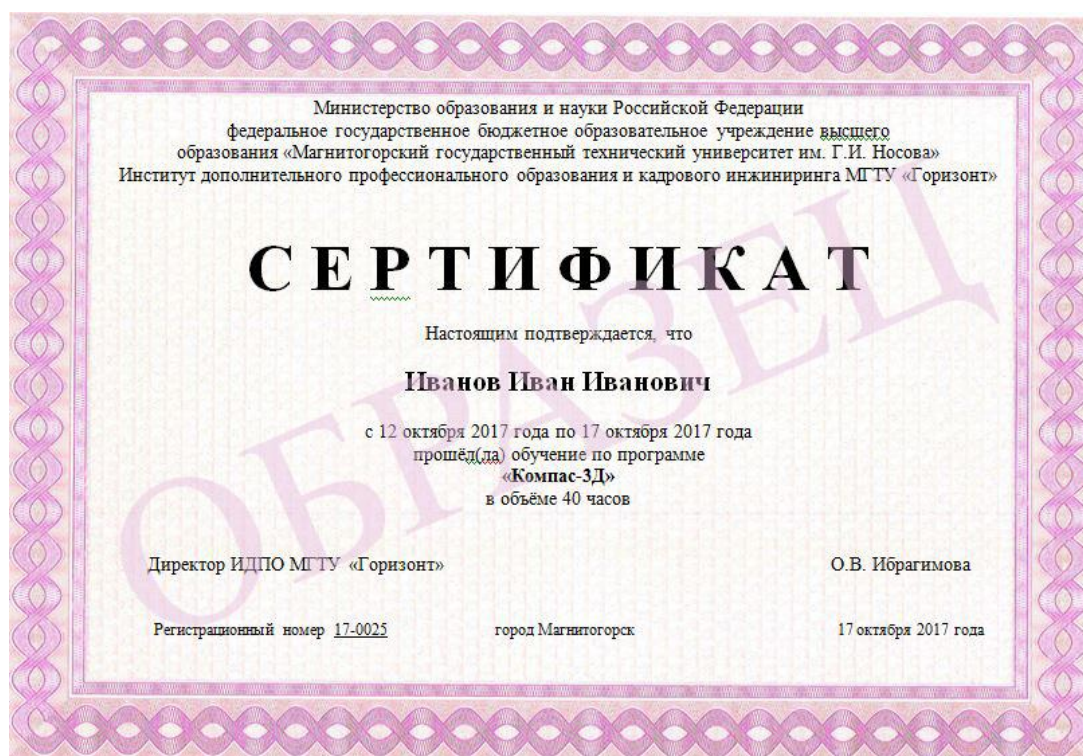 Министерство образования и науки Российской Федерации
федеральное государственное бюджетное образовательное учреждение высшего
образования «Магнитогорский государственный технический университет им. Г.И. Носова»
Институт дополнительного профессионального образования и кадрового инжиниринга МГТУ «Горизонт»
СЕРТИФИКАТ
Настоящим подтверждается, что
Иванов Иван Иванович
с 12 октября 2017 года по 17 октября 2017 года
прошёл(ла) обучение по программе
«Компас-3Д»
в объёме 40 часов
ОБРАЗЕЦ
Директор ИДПО МГТУ «Горизонт» О.В. Ибрагимова
Регистрационный номер 17-0025 город Магнитогорск 17 октября 2017 года